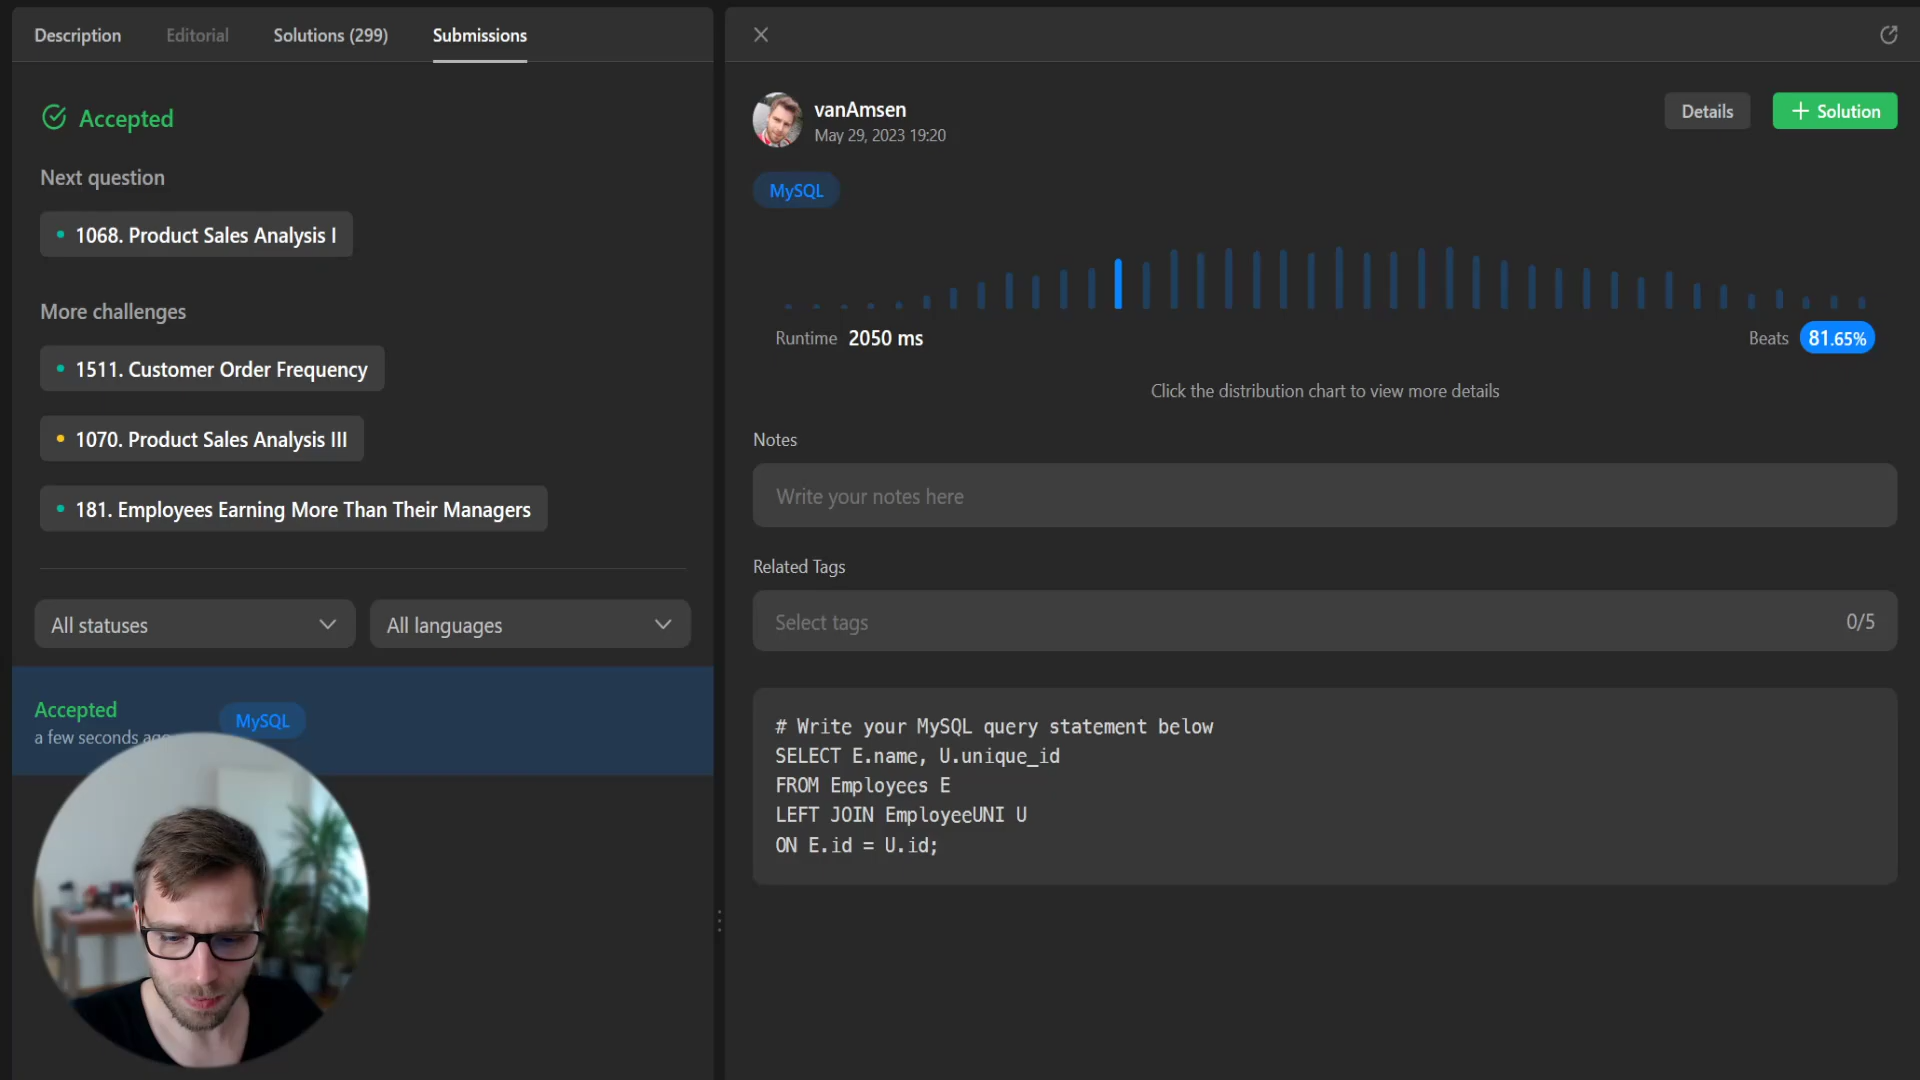 Description
Editorial
Solutions (299)
Submissions
Accepted
Next question
1068. Product Sales Analysis I
More challenges
1511. Customer Order Frequency
1070. Product Sales Analysis III
181. Employees Earning More Than Their Managers
All statuses
All languages
Accepted
MySQL
a few seconds ago
vanAmsen
May 29, 2023 19:20
Details
+ Solution
MySQL
Runtime 2050 ms
Beats 81.65%
Click the distribution chart to view more details
Notes
Write your notes here
Related Tags
Select tags
0/5
# Write your MySQL query statement below
SELECT E.name, U.unique_id
FROM Employees E
LEFT JOIN EmployeeUNI U
ON E.id = U.id;